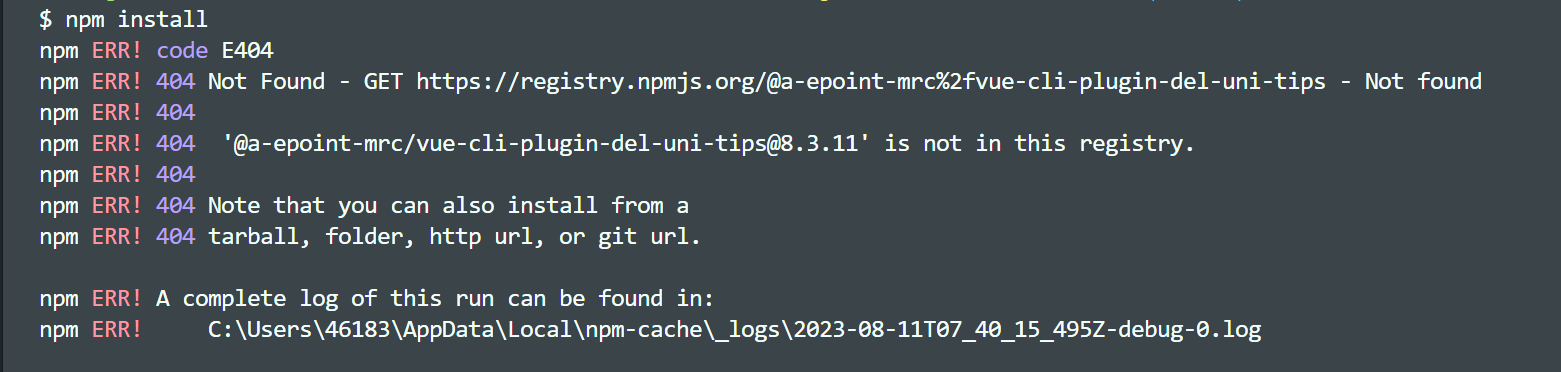 $ npm install
npm ERR! code E404
npm ERR! 404 Not Found - GET https://registry.npmjs.org/@a-epoint-mrc%2fvue-cli-plugin-del-uni-tips - Not found
npm ERR! 404
npm ERR! 404  '@a-epoint-mrc/vue-cli-plugin-del-uni-tips@8.3.11' is not in this registry.
npm ERR! 404
npm ERR! 404 Note that you can also install from a
npm ERR! 404 tarball, folder, http url, or git url.
npm ERR! A complete log of this run can be found in:
npm ERR!     C:\Users\46183\AppData\Local\npm-cache\_logs\2023-08-11T07_40_15_495Z-debug-0.log